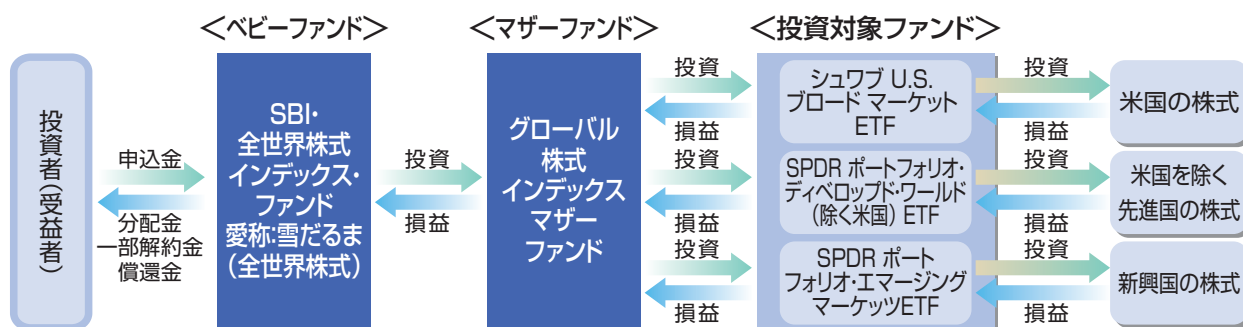 <ベビーファンド>
<マザーファンド>
<投資対象ファンド>
投資者(受益者)
申込金
分配金
一部解約金
償還金
SBI・
全世界株式
インデックス・
ファンド
愛称:雪だるま
(全世界株式)
投資
損益
グローバル
株式
インデックス
マザー
ファンド
投資
損益
シュワブ U.S.
ブロード マーケット
ETF
投資
損益
米国の株式
投資
損益
SPDR ポートフォリオ・
ディベロップド・ワールド
(除く米国) ETF
投資
損益
米国を除く
先進国の株式
投資
損益
SPDR ポート
フォリオ・エマージング
マーケッツETF
投資
損益
新興国の株式